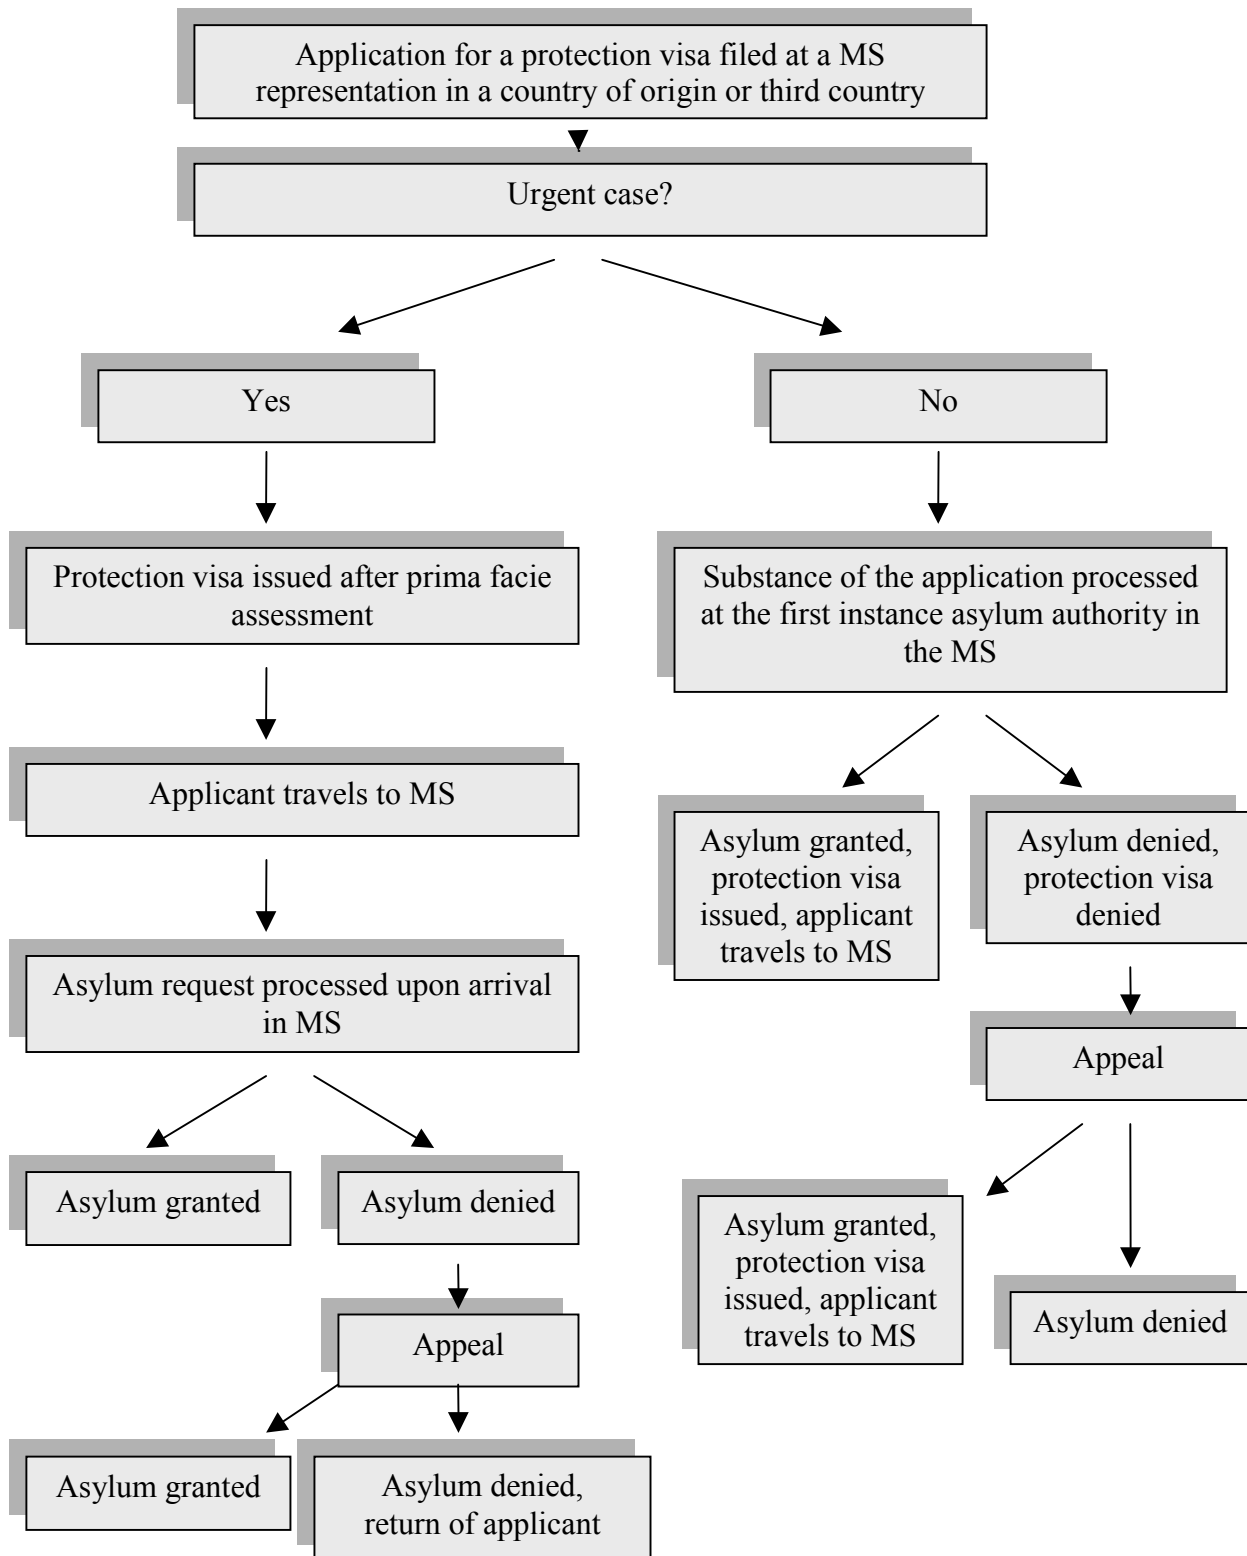 Application for a protection visa filed at a MS
representation in a country of origin or third country
Urgent case?
Yes
No
Protection visa issued after prima facie
assessment
Substance of the application processed
at the first instance asylum authority in
the MS
Applicant travels to MS
Asylum granted,
protection visa
issued, applicant
travels to MS
Asylum denied,
protection visa
denied
Asylum request processed upon arrival
in MS
Appeal
Asylum granted
Asylum denied
Asylum granted,
protection visa
issued, applicant
travels to MS
Asylum denied
Appeal
Asylum granted
Asylum denied,
return of applicant